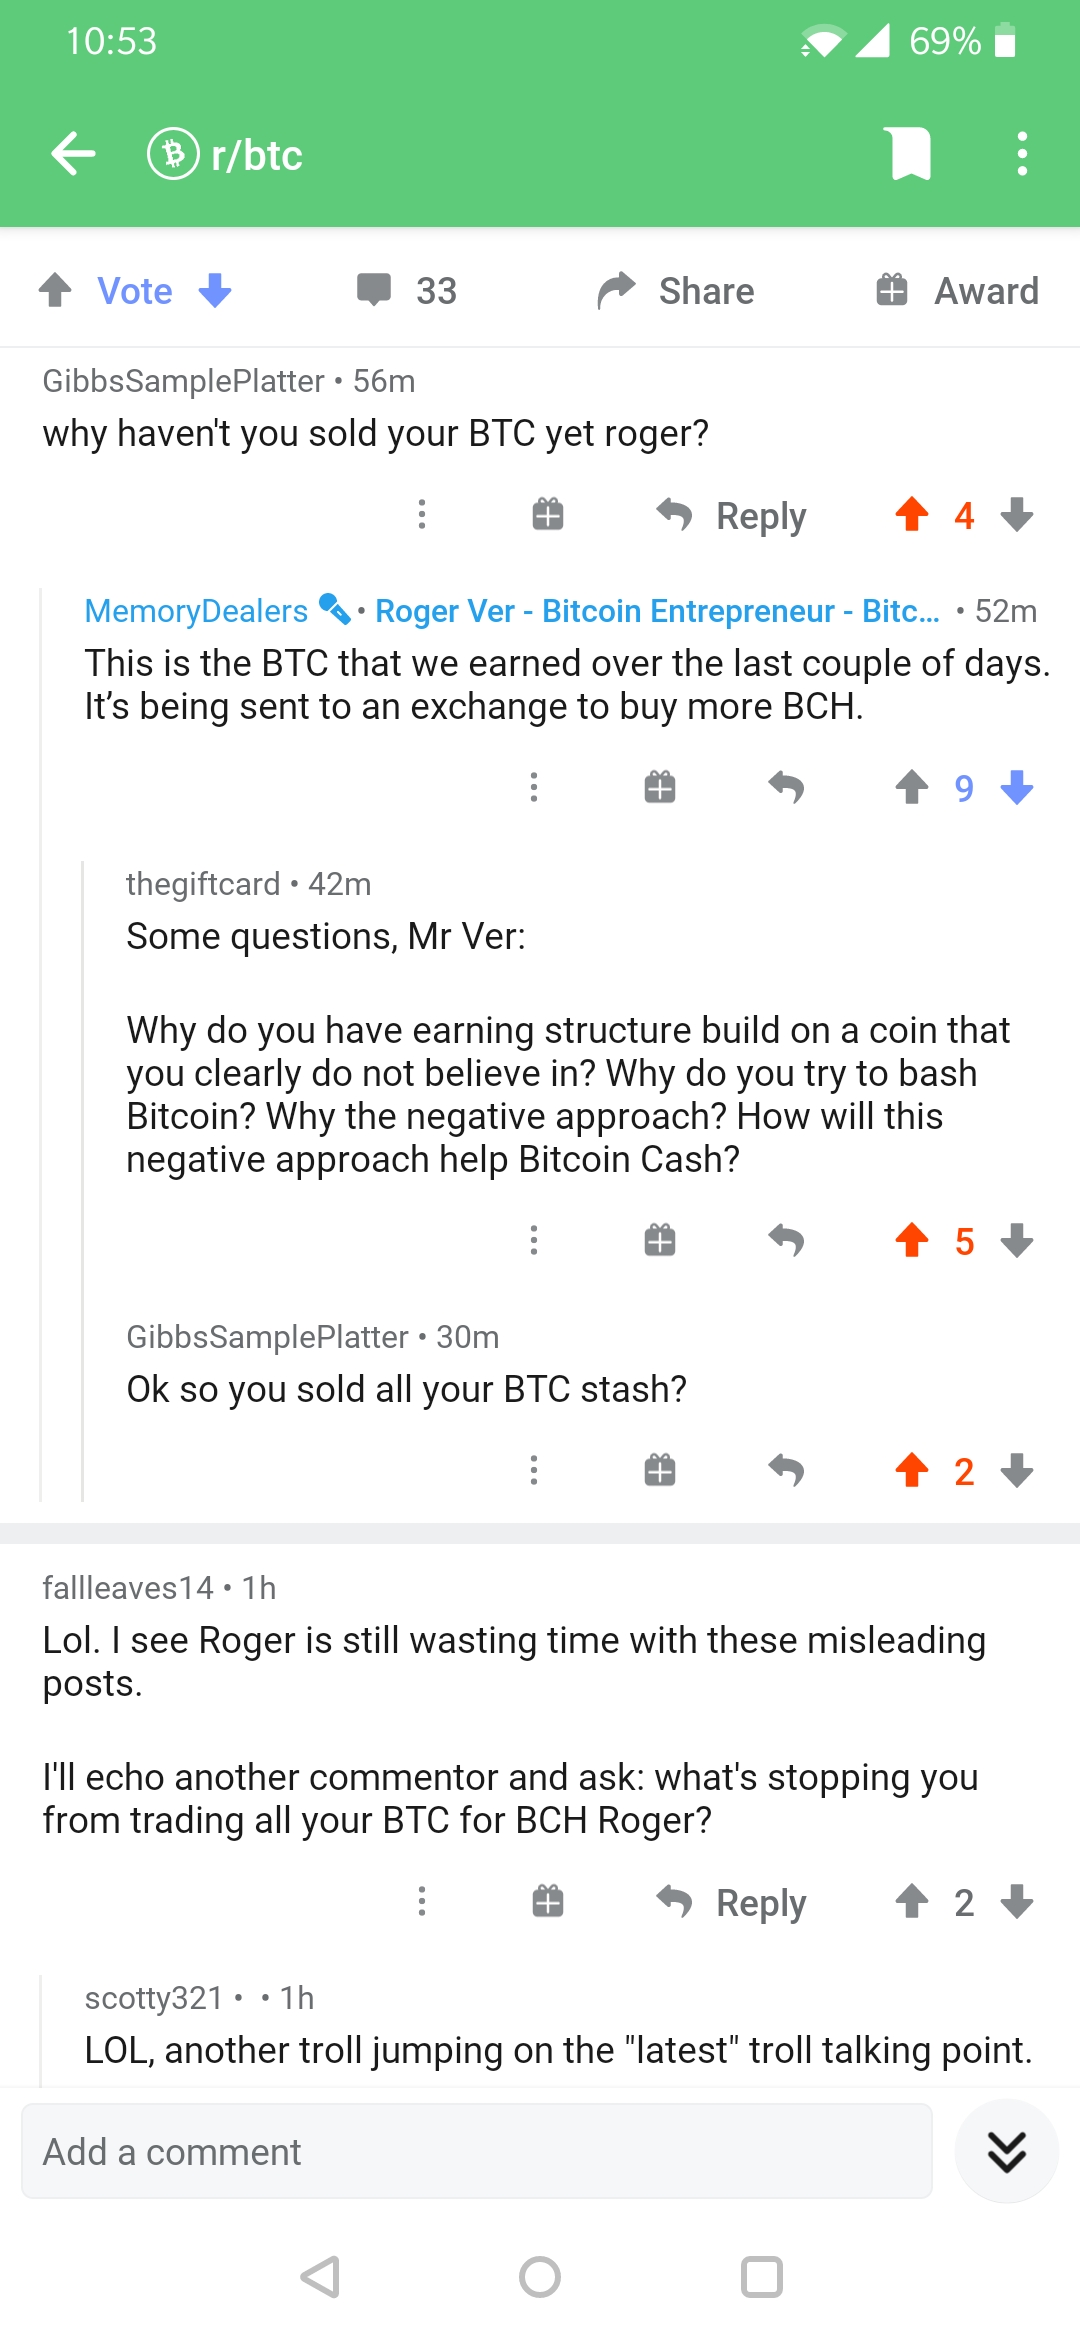 10:53
69%
r/btc
Vote
33
Share
Award
GibbsSamplePlatter • 56m
why haven't you sold your BTC yet roger?
Reply
4
MemoryDealers • Roger Ver - Bitcoin Entrepreneur - Bitc... • 52m
This is the BTC that we earned over the last couple of days.
It’s being sent to an exchange to buy more BCH.
9
thegiftcard • 42m
Some questions, Mr Ver:
Why do you have earning structure build on a coin that
you clearly do not believe in? Why do you try to bash
Bitcoin? Why the negative approach? How will this
negative approach help Bitcoin Cash?
5
GibbsSamplePlatter • 30m
Ok so you sold all your BTC stash?
2
fallleaves14 • 1h
Lol. I see Roger is still wasting time with these misleading
posts.
I'll echo another commentor and ask: what's stopping you
from trading all your BTC for BCH Roger?
Reply
2
scotty321 • • 1h
LOL, another troll jumping on the "latest" troll talking point.
Add a comment